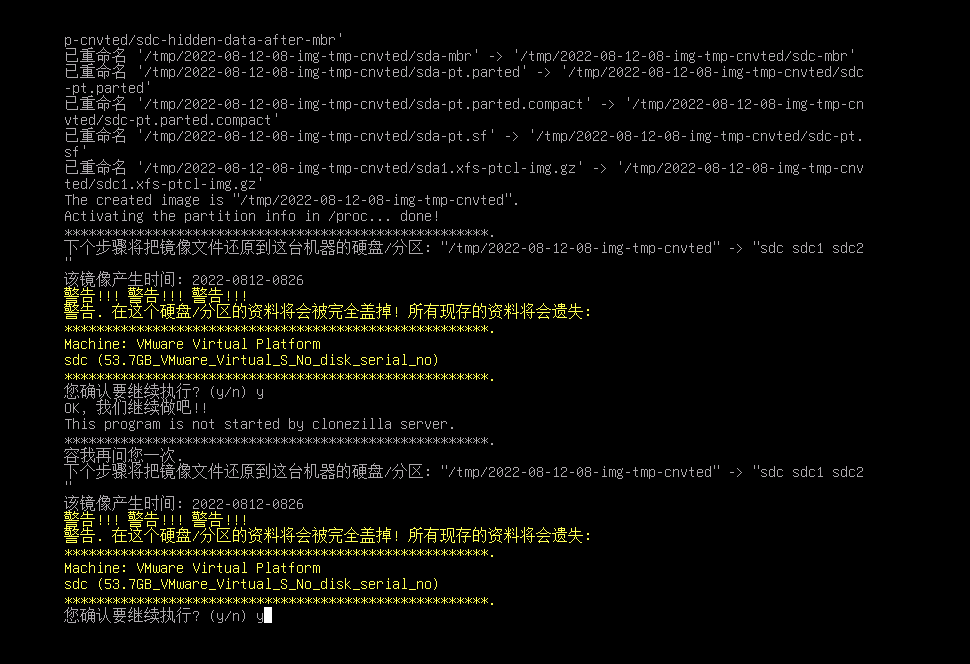 p-cnvted/sdc-hidden-data-after-mbr'
已重命名 '/tmp/2022-08-12-08-img-tmp-cnvted/sda-mbr' -> '/tmp/2022-08-12-08-img-tmp-cnvted/sdc-mbr'
已重命名 '/tmp/2022-08-12-08-img-tmp-cnvted/sda-pt.parted' -> '/tmp/2022-08-12-08-img-tmp-cnvted/sdc
-pt.parted'
已重命名 '/tmp/2022-08-12-08-img-tmp-cnvted/sda-pt.parted.compact' -> '/tmp/2022-08-12-08-img-tmp-cn
vted/sdc-pt.parted.compact'
已重命名 '/tmp/2022-08-12-08-img-tmp-cnvted/sda-pt.sf' -> '/tmp/2022-08-12-08-img-tmp-cnvted/sdc-pt.
sf'
已重命名 '/tmp/2022-08-12-08-img-tmp-cnvted/sda1.xfs-ptcl-img.gz' -> '/tmp/2022-08-12-08-img-tmp-cnv
ted/sdc1.xfs-ptcl-img.gz'
The created image is "/tmp/2022-08-12-08-img-tmp-cnvted".
Activating the partition info in /proc... done!
*****************************************************.
下个步骤将把镜像文件还原到这台机器的硬盘/分区: "/tmp/2022-08-12-08-img-tmp-cnvted" -> "sdc sdc1 sdc2
"
该镜像产生时间: 2022-0812-0826
警告!!! 警告!!! 警告!!!
警告. 在这个硬盘/分区的资料将会被完全盖掉! 所有现存的资料将会遗失:
*****************************************************.
Machine: VMware Virtual Platform
sdc (53.7GB_VMware_Virtual_S_No_disk_serial_no)
*****************************************************.
您确认要继续执行? (y/n) y
OK, 我们继续做吧!!
This program is not started by clonezilla server.
*****************************************************.
容我再问您一次.
下个步骤将把镜像文件还原到这台机器的硬盘/分区: "/tmp/2022-08-12-08-img-tmp-cnvted" -> "sdc sdc1 sdc2
"
该镜像产生时间: 2022-0812-0826
警告!!! 警告!!! 警告!!!
警告. 在这个硬盘/分区的资料将会被完全盖掉! 所有现存的资料将会遗失:
*****************************************************.
Machine: VMware Virtual Platform
sdc (53.7GB_VMware_Virtual_S_No_disk_serial_no)
*****************************************************.
您确认要继续执行? (y/n) y